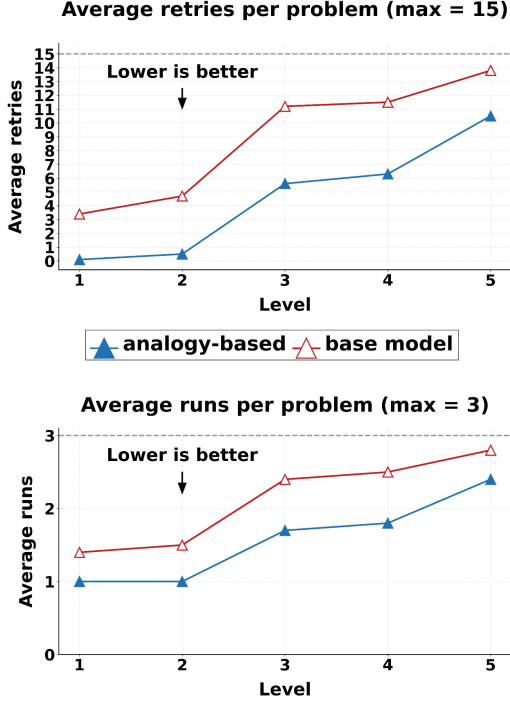 Average retries per problem (max = 15)
15
14
Lower is better
13
12
11
10
9
8
7
6
5
4
3
2
1
0
Average retries
1 2 3 4 5
Level
analogy-based base model
Average runs per problem (max = 3)
3
Lower is better
2
1
0
Average runs
1 2 3 4 5
Level